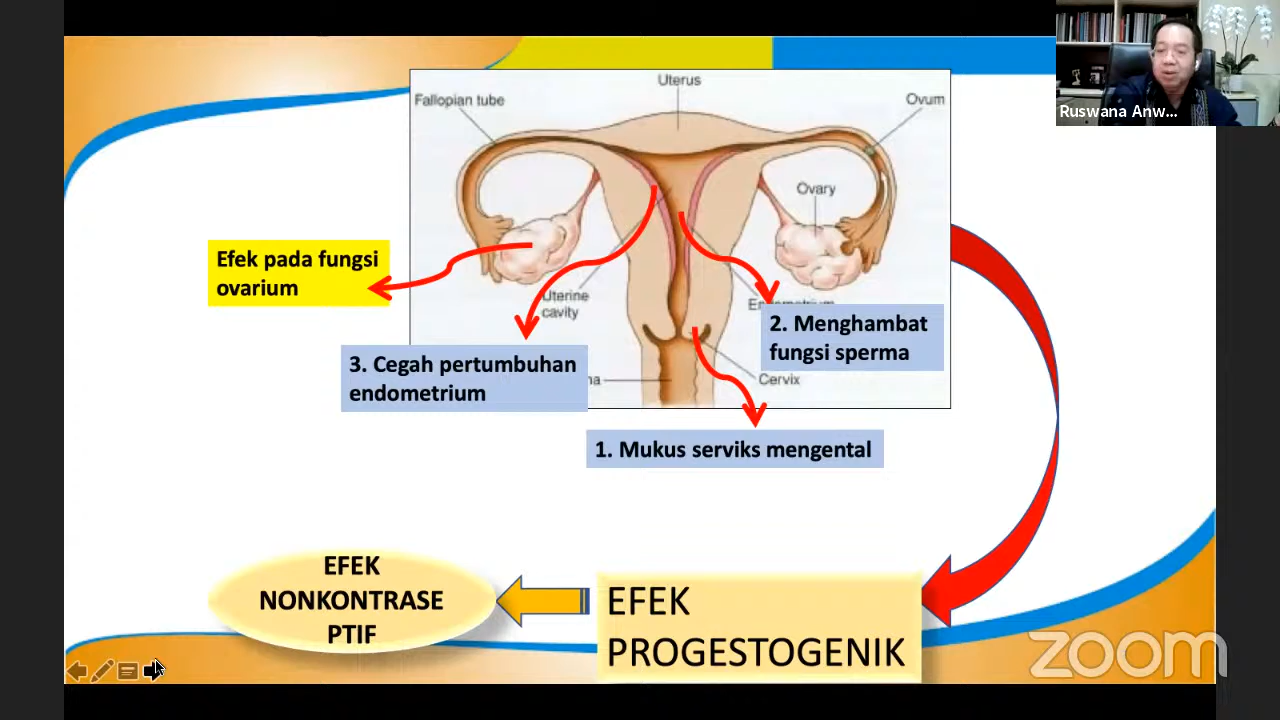 Uterus
Fallopian tube
Ovum
Ruswana Anw...
Ovary
Efek pada fungsi
ovarium
Uterine
cavity
2. Menghambat
fungsi sperma
3. Cegah pertumbuhan
endometrium
Cervix
1. Mukus serviks mengental
EFEK
NONKONTRASE
PTIF
EFEK
PROGESTOGENIK
zoom